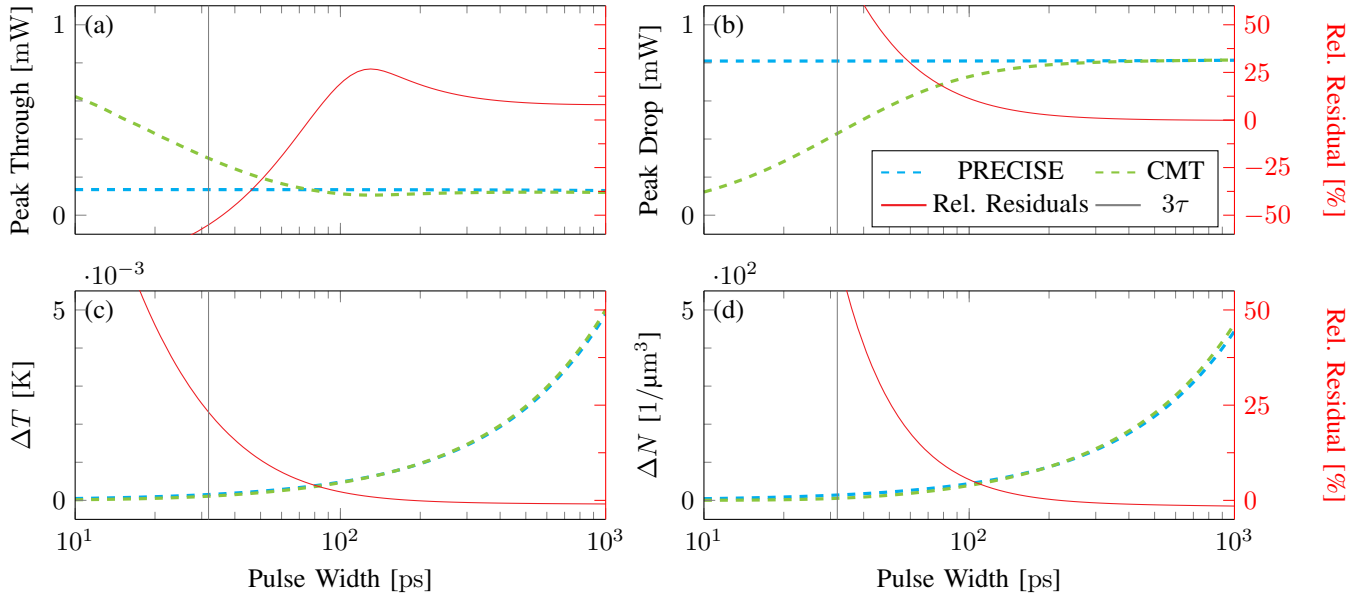 (a)
1
0
Peak Through [mW]
(b)
1
0
Peak Drop [mW]
50
25
0
−25
−50
Rel. Residual [%]
PRECISE
CMT
Rel. Residuals
3τ
·10⁻³
(c)
5
0
ΔT [K]
10¹
10²
10³
Pulse Width [ps]
·10²
(d)
5
0
ΔN [1/µm³]
50
25
0
Rel. Residual [%]
10¹
10²
10³
Pulse Width [ps]